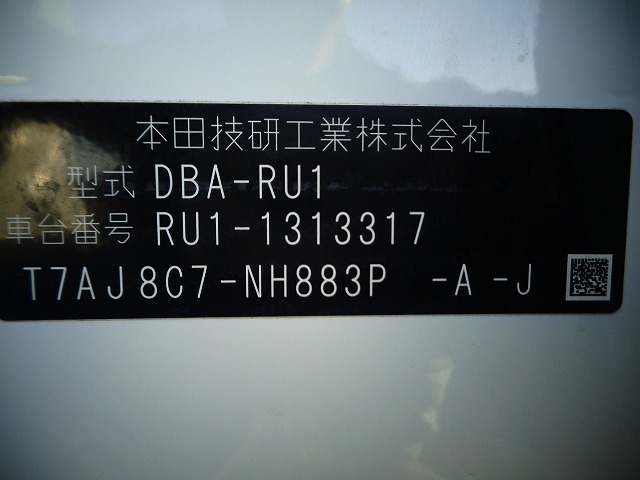 本田技研工業株式会社
型式 DBA-RU1
車台番号 RU1-1313317
T7AJ8C7-NH883P -A-J